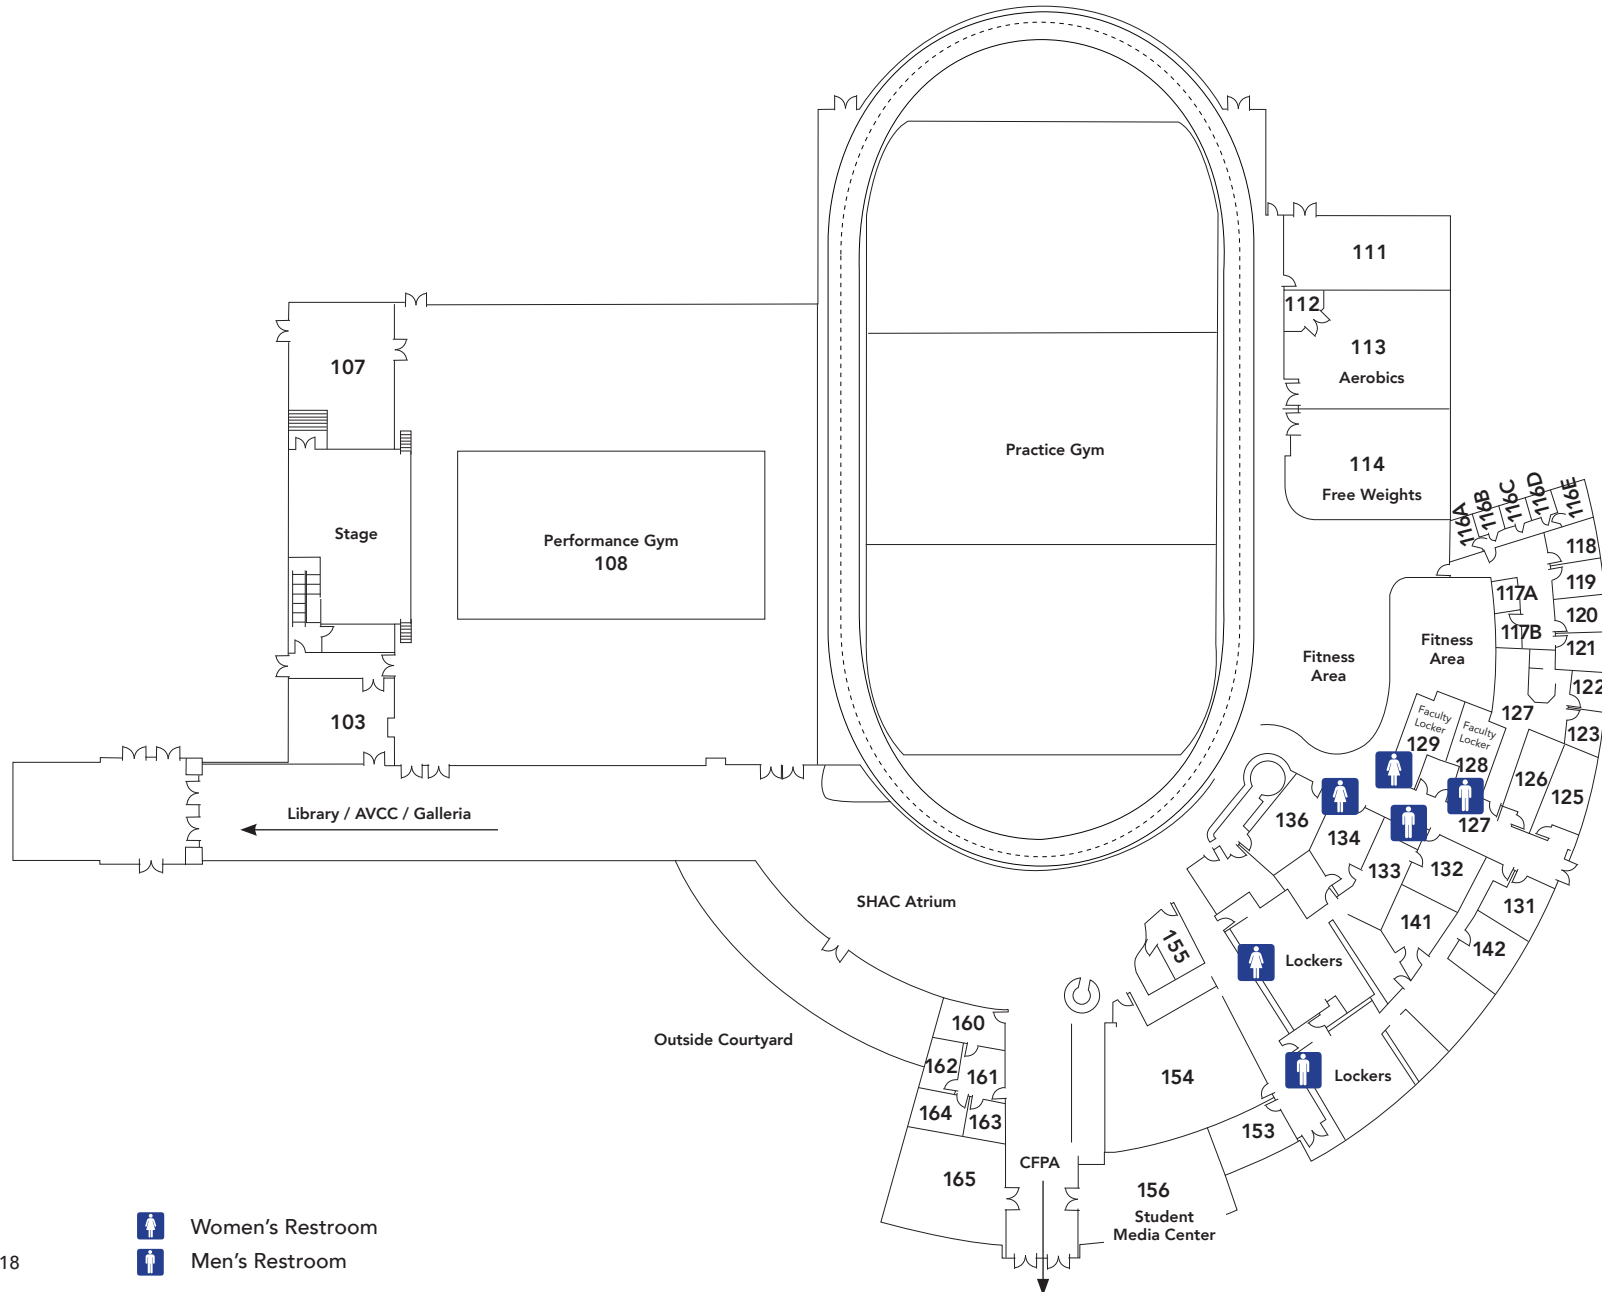 111
112
113
Aerobics
107
Practice Gym
114
Free Weights
116A
116B
116C
116D
116E
Stage
Performance Gym
108
118
119
117A
120
117B
121
Fitness
Area
Fitness
Area
122
127
123
103
Faculty
Locker
129
Faculty
Locker
128
126
125
Library / AVCC / Galleria
136
134
127
133
132
SHAC Atrium
131
141
142
155
Lockers
160
Outside Courtyard
162
161
154
Lockers
164
163
153
CFPA
165
156
Student
Media Center
Women's Restroom
Men's Restroom
18